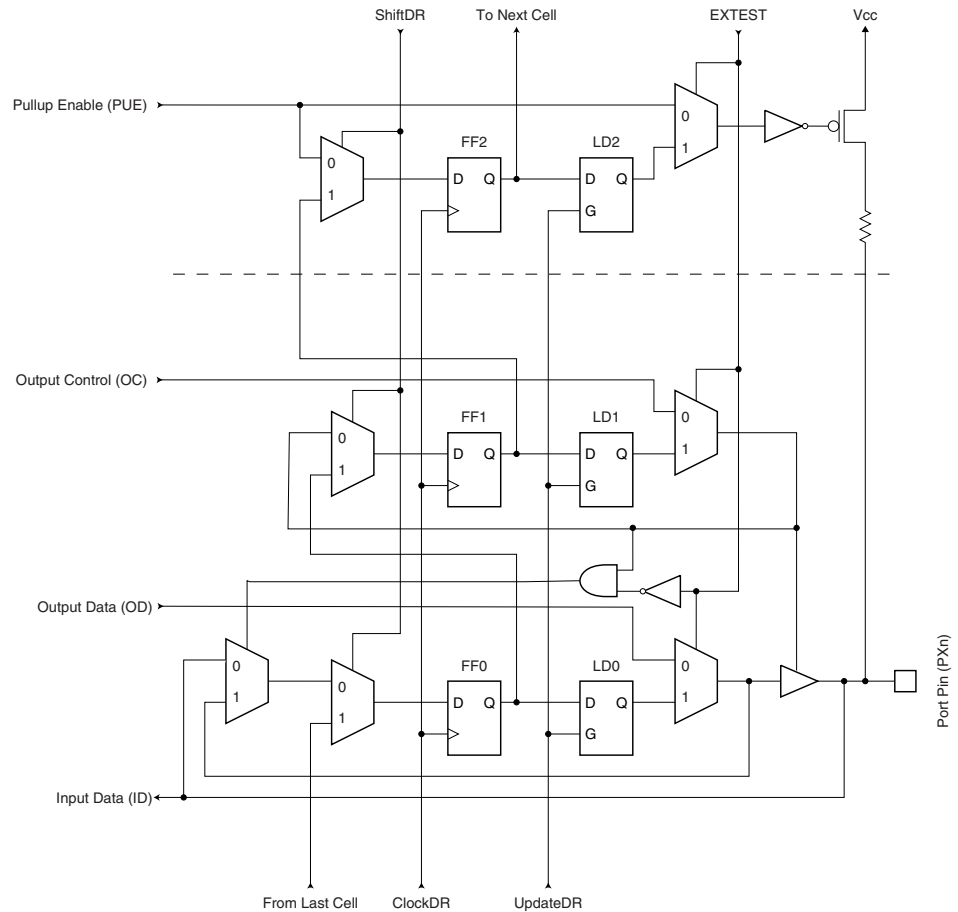 ShiftDR
To Next Cell
EXTEST
Vcc
Pullup Enable (PUE)
0
1
FF2
D Q
LD2
D Q
G
0
1
Output Control (OC)
0
1
FF1
D Q
LD1
D Q
G
0
1
Output Data (OD)
0
1
0
1
FF0
D Q
LD0
D Q
G
0
1
Port Pin (PXn)
Input Data (ID)
From Last Cell
ClockDR
UpdateDR